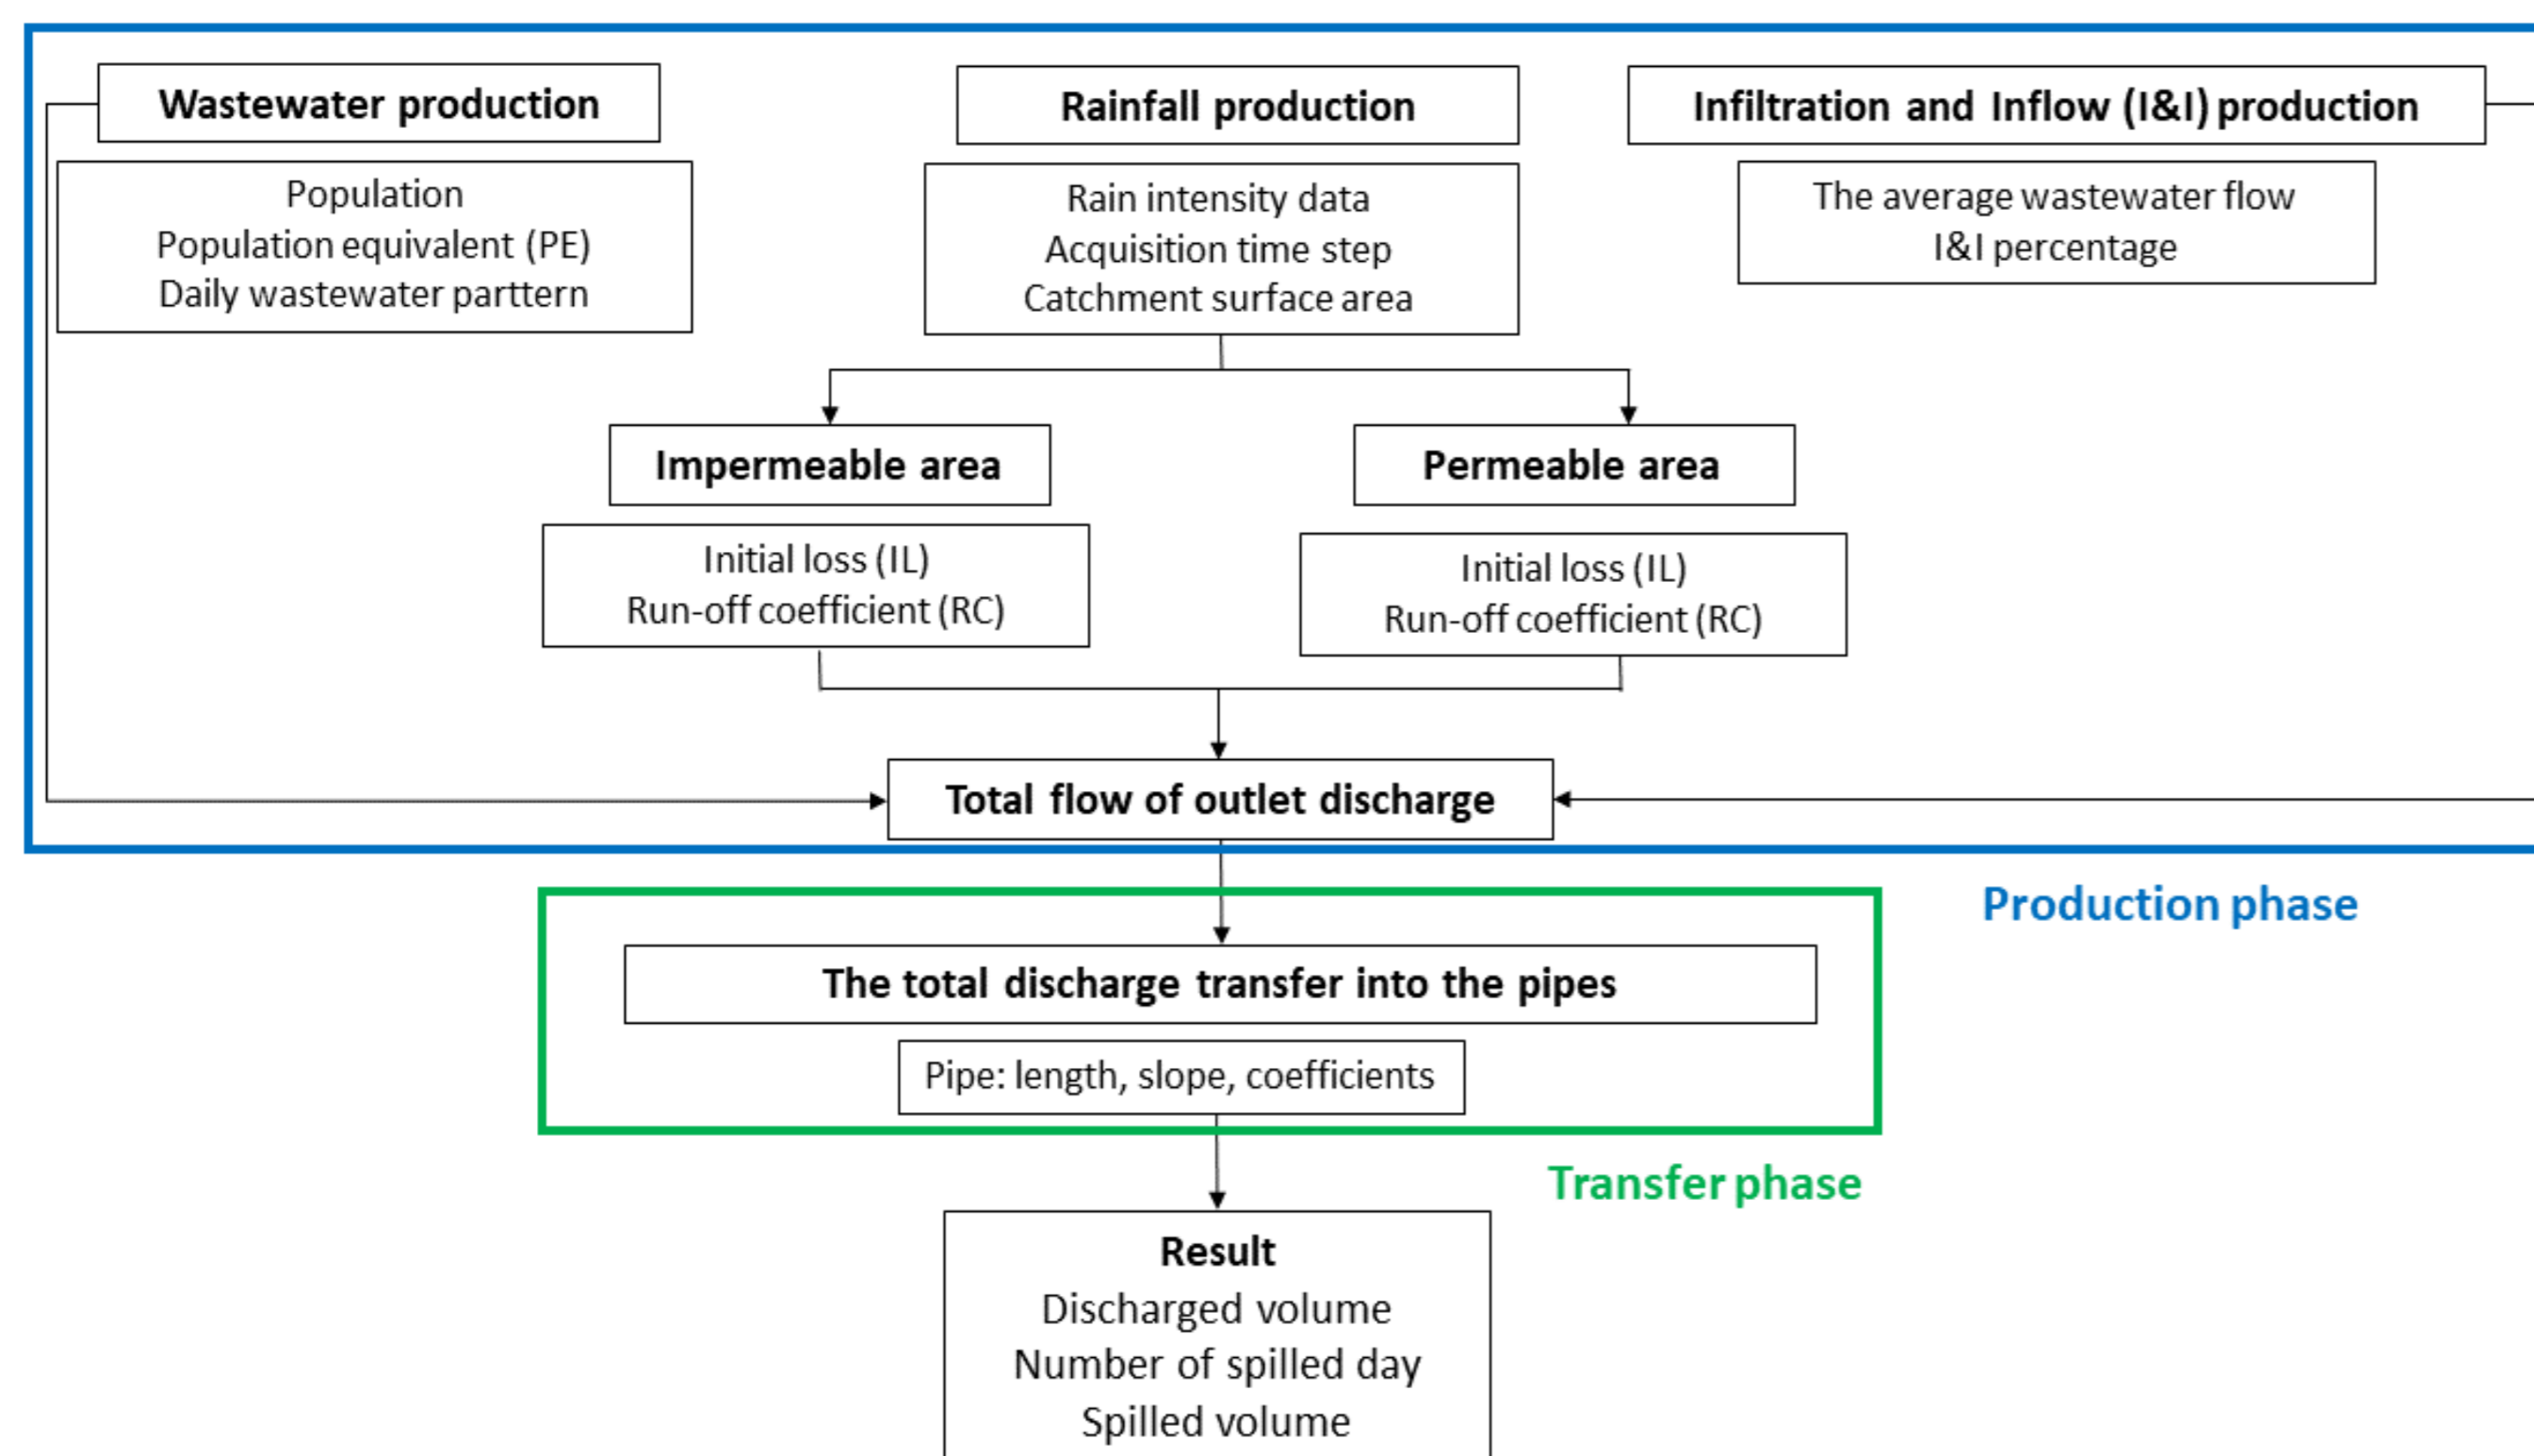 Wastewater production
Population
Population equivalent (PE)
Daily wastewater parttern
Rainfall production
Rain intensity data
Acquisition time step
Catchment surface area
Infiltration and Inflow (I&I) production
The average wastewater flow
I&I percentage
Impermeable area
Initial loss (IL)
Run-off coefficient (RC)
Permeable area
Initial loss (IL)
Run-off coefficient (RC)
Total flow of outlet discharge
Production phase
The total discharge transfer into the pipes
Pipe: length, slope, coefficients
Transfer phase
Result
Discharged volume
Number of spilled day
Spilled volume